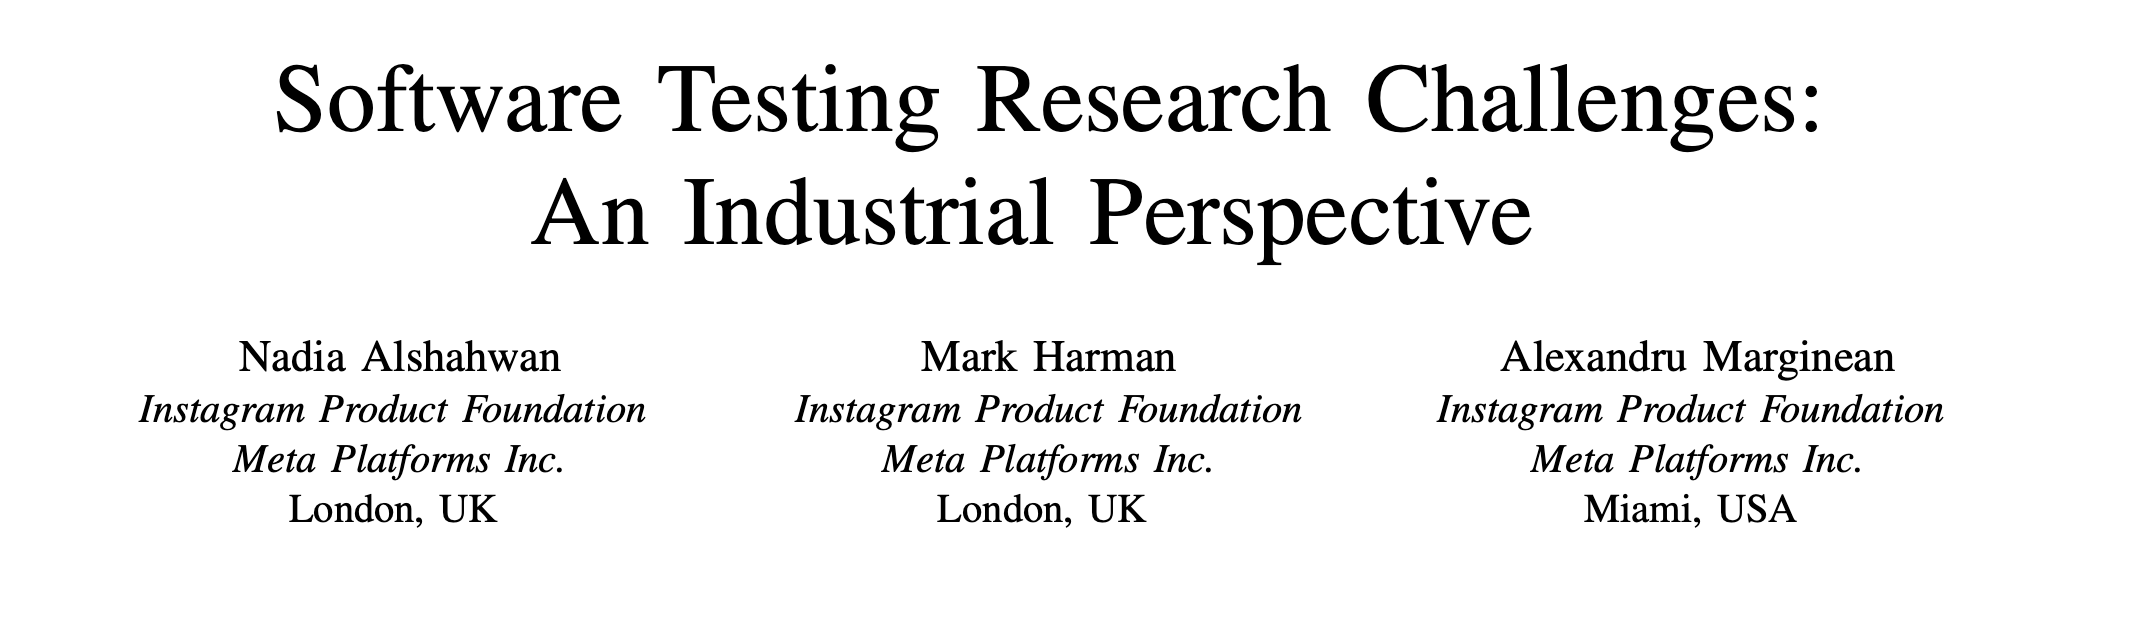 Software Testing Research Challenges:
An Industrial Perspective
Nadia Alshahwan
Instagram Product Foundation
Meta Platforms Inc.
London, UK
Mark Harman
Instagram Product Foundation
Meta Platforms Inc.
London, UK
Alexandru Marginean
Instagram Product Foundation
Meta Platforms Inc.
Miami, USA